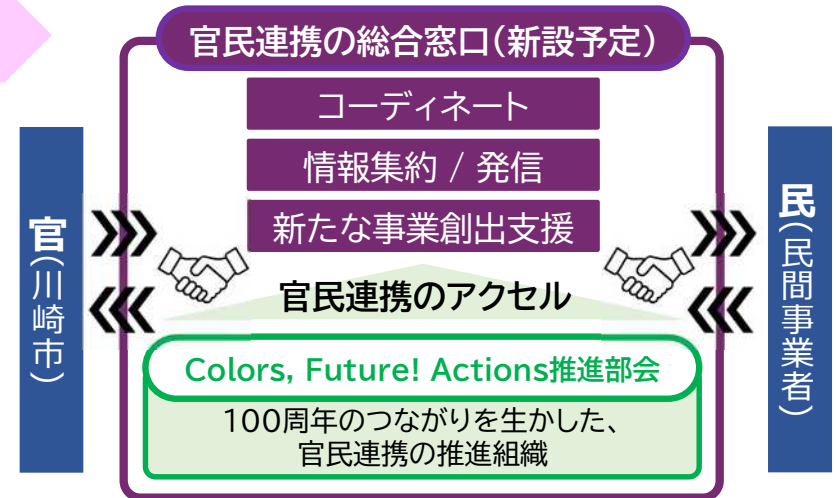 官民連携の総合窓口(新設予定)
コーディネート
情報集約 / 発信
新たな事業創出支援
官(川崎市)
民(民間事業者)
官民連携のアクセル
Colors, Future! Actions推進部会
100周年のつながりを生かした、
官民連携の推進組織